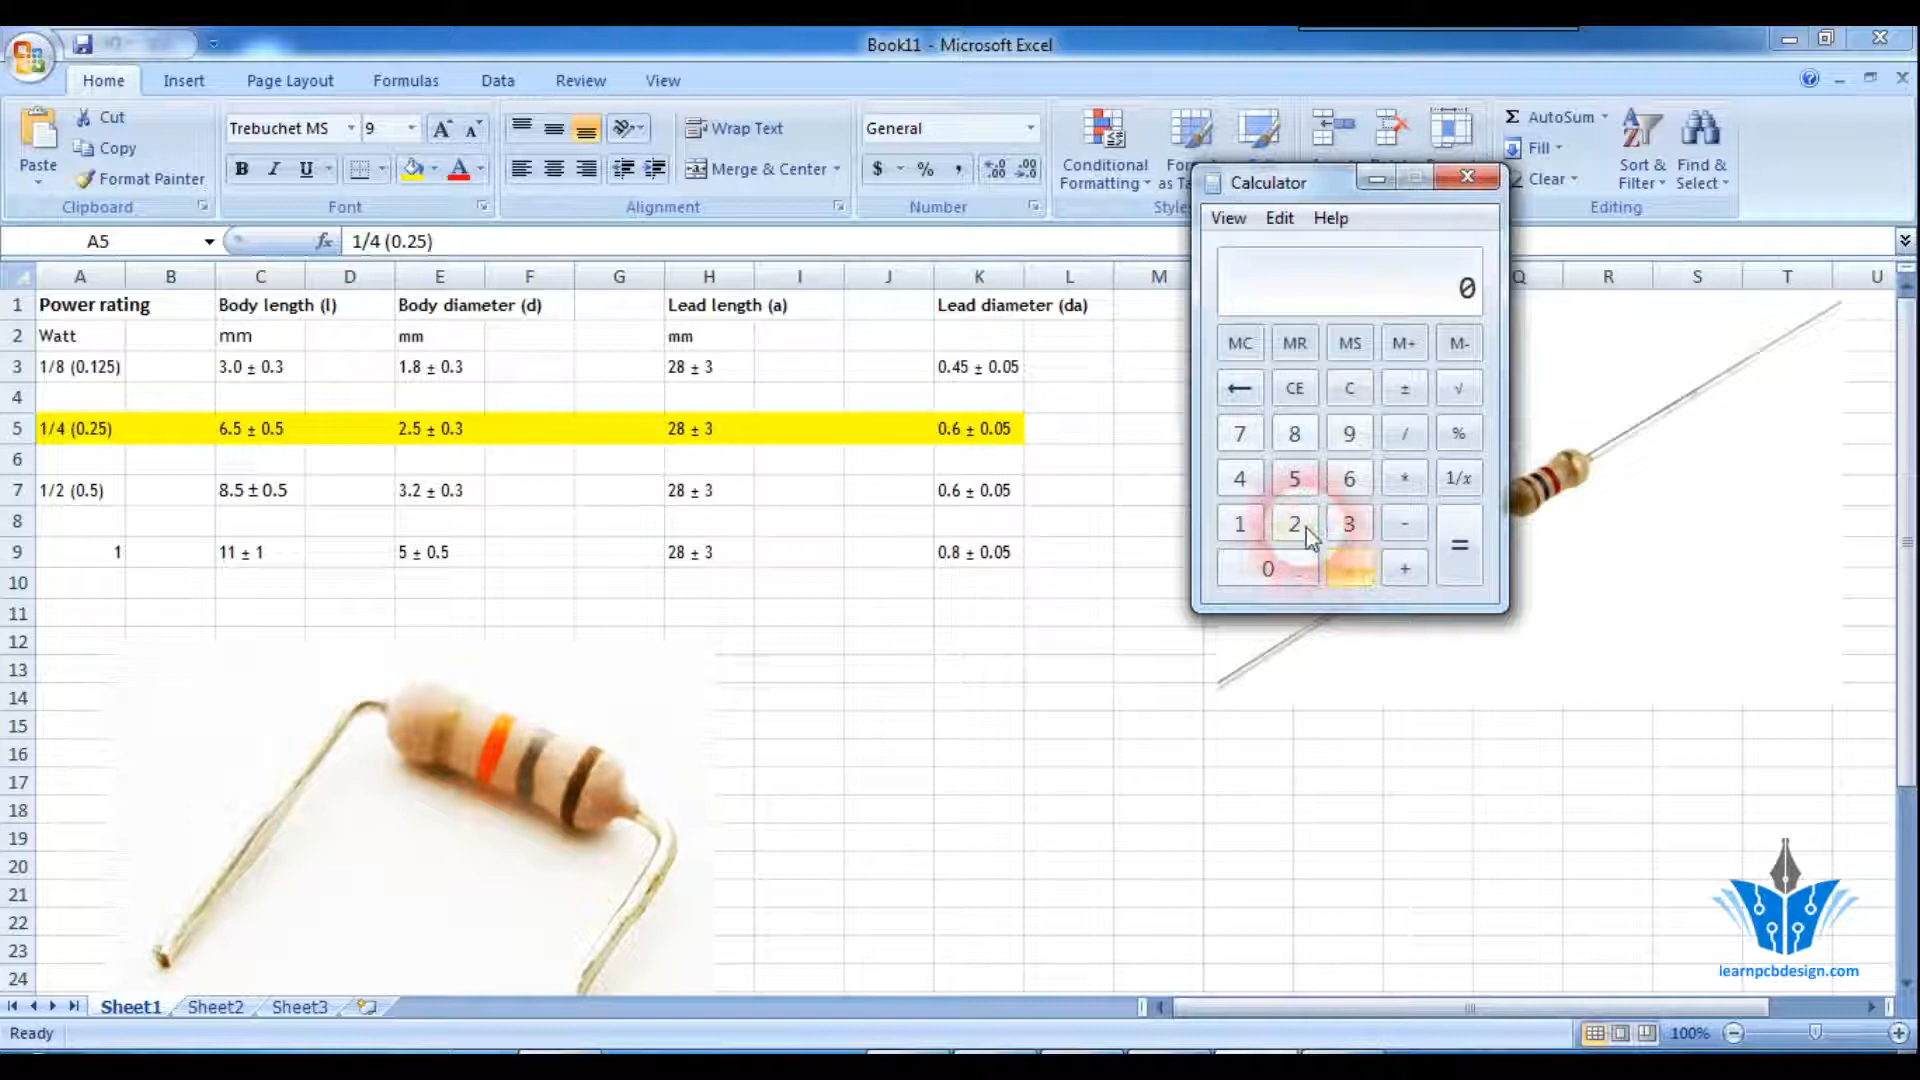 Book11 - Microsoft Excel
Home Insert Page Layout Formulas Data Review View
Paste
Cut
Copy
Format Painter
Clipboard
Trebuchet MS 9
B I U
Font
Wrap Text
Merge & Center
Alignment
General
$ % ,
Number
Conditional Formatting
as Ta
AutoSum
Fill
Clear
Sort & Filter
Find & Select
Editing
A5 fx 1/4 (0.25)
A B C D E F G H I J K L M Q R S T U
1 Power rating Body length (l) Body diameter (d) Lead length (a) Lead diameter (da)
2 Watt mm mm mm
3 1/8 (0.125) 3.0 ± 0.3 1.8 ± 0.3 28 ± 3 0.45 ± 0.05
4
5 1/4 (0.25) 6.5 ± 0.5 2.5 ± 0.3 28 ± 3 0.6 ± 0.05
6
7 1/2 (0.5) 8.5 ± 0.5 3.2 ± 0.3 28 ± 3 0.6 ± 0.05
8
9 1 11 ± 1 5 ± 0.5 28 ± 3 0.8 ± 0.05
10
11
12
13
14
15
16
17
18
19
20
21
22
23
24
Calculator
View Edit Help
0
MC MR MS M+ M-
← CE C ± √
7 8 9 / %
4 5 6 * 1/x
1 2 3 - =
0 +
learnpcbdesign.com
Sheet1 Sheet2 Sheet3
Ready
100%